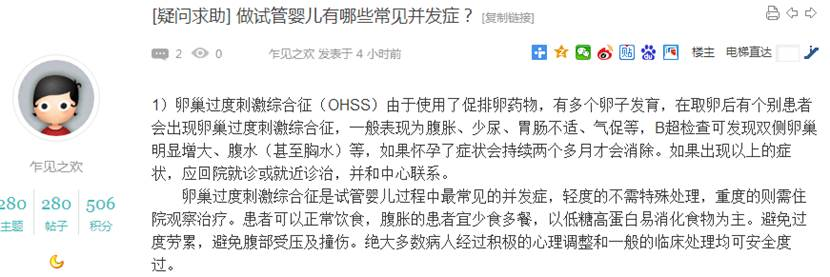 [疑问求助] 做试管婴儿有哪些常见并发症？ [复制链接]
2 0 乍见之欢 发表于 4 小时前 贴 楼主 电梯直达
1）卵巢过度刺激综合征（OHSS）由于使用了促排卵药物，有多个卵子发育，在取卵后有个别患者
会出现卵巢过度刺激综合征，一般表现为腹胀、少尿、胃肠不适、气促等，B超检查可发现双侧卵巢
明显增大、腹水（甚至胸水）等，如果怀孕了症状会持续两个多月才会消除。如果出现以上的症
状，应回院就诊或就近诊治，并和中心联系。
卵巢过度刺激综合征是试管婴儿过程中最常见的并发症，轻度的不需特殊处理，重度的则需住
院观察治疗。患者可以正常饮食，腹胀的患者宜少食多餐，以低糖高蛋白易消化食物为主。避免过
度劳累，避免腹部受压及撞伤。绝大多数病人经过积极的心理调整和一般的临床处理均可安全度
过。
乍见之欢
280 280 506
主题 帖子 积分